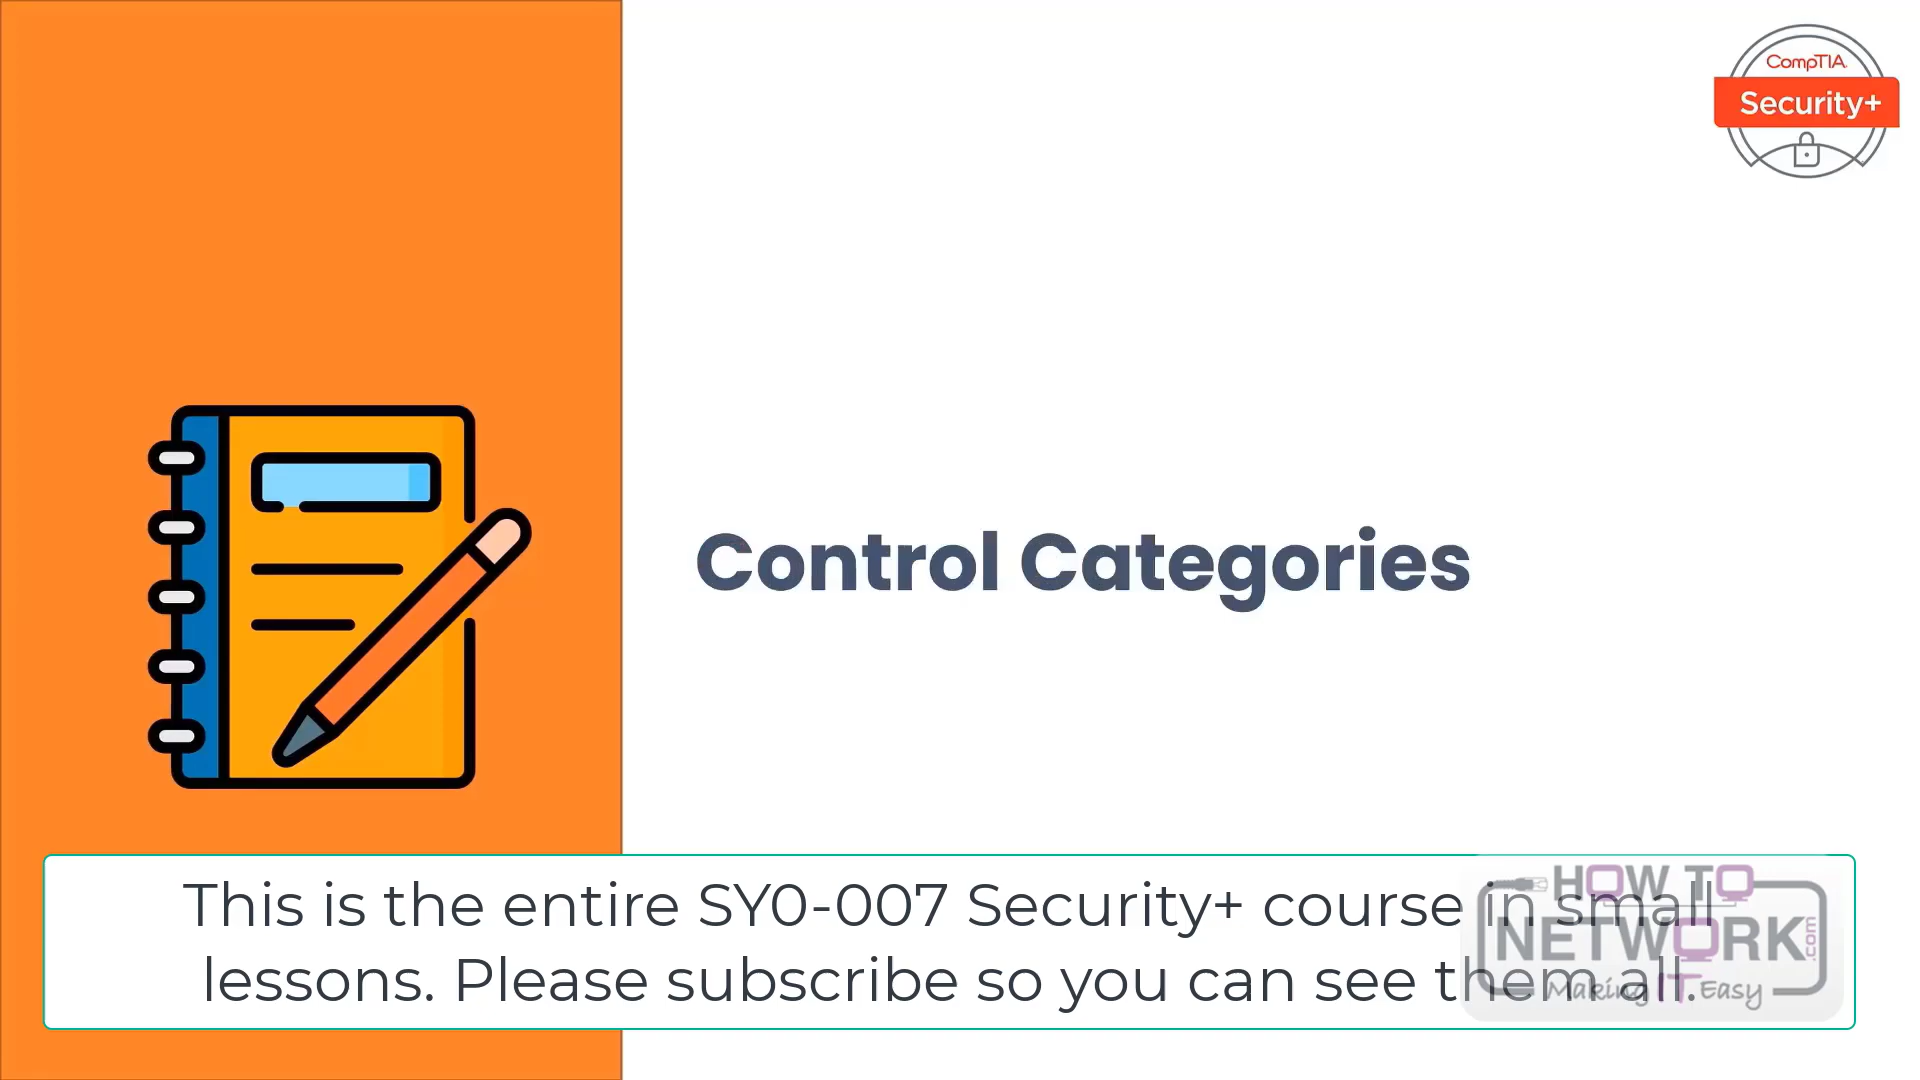 CompTIA.
Security+
Control Categories
This is the entire SY0-007 Security+ course in small
lessons. Please subscribe so you can see them all.
HOW TO
NETWORK.com
Making IT Easy